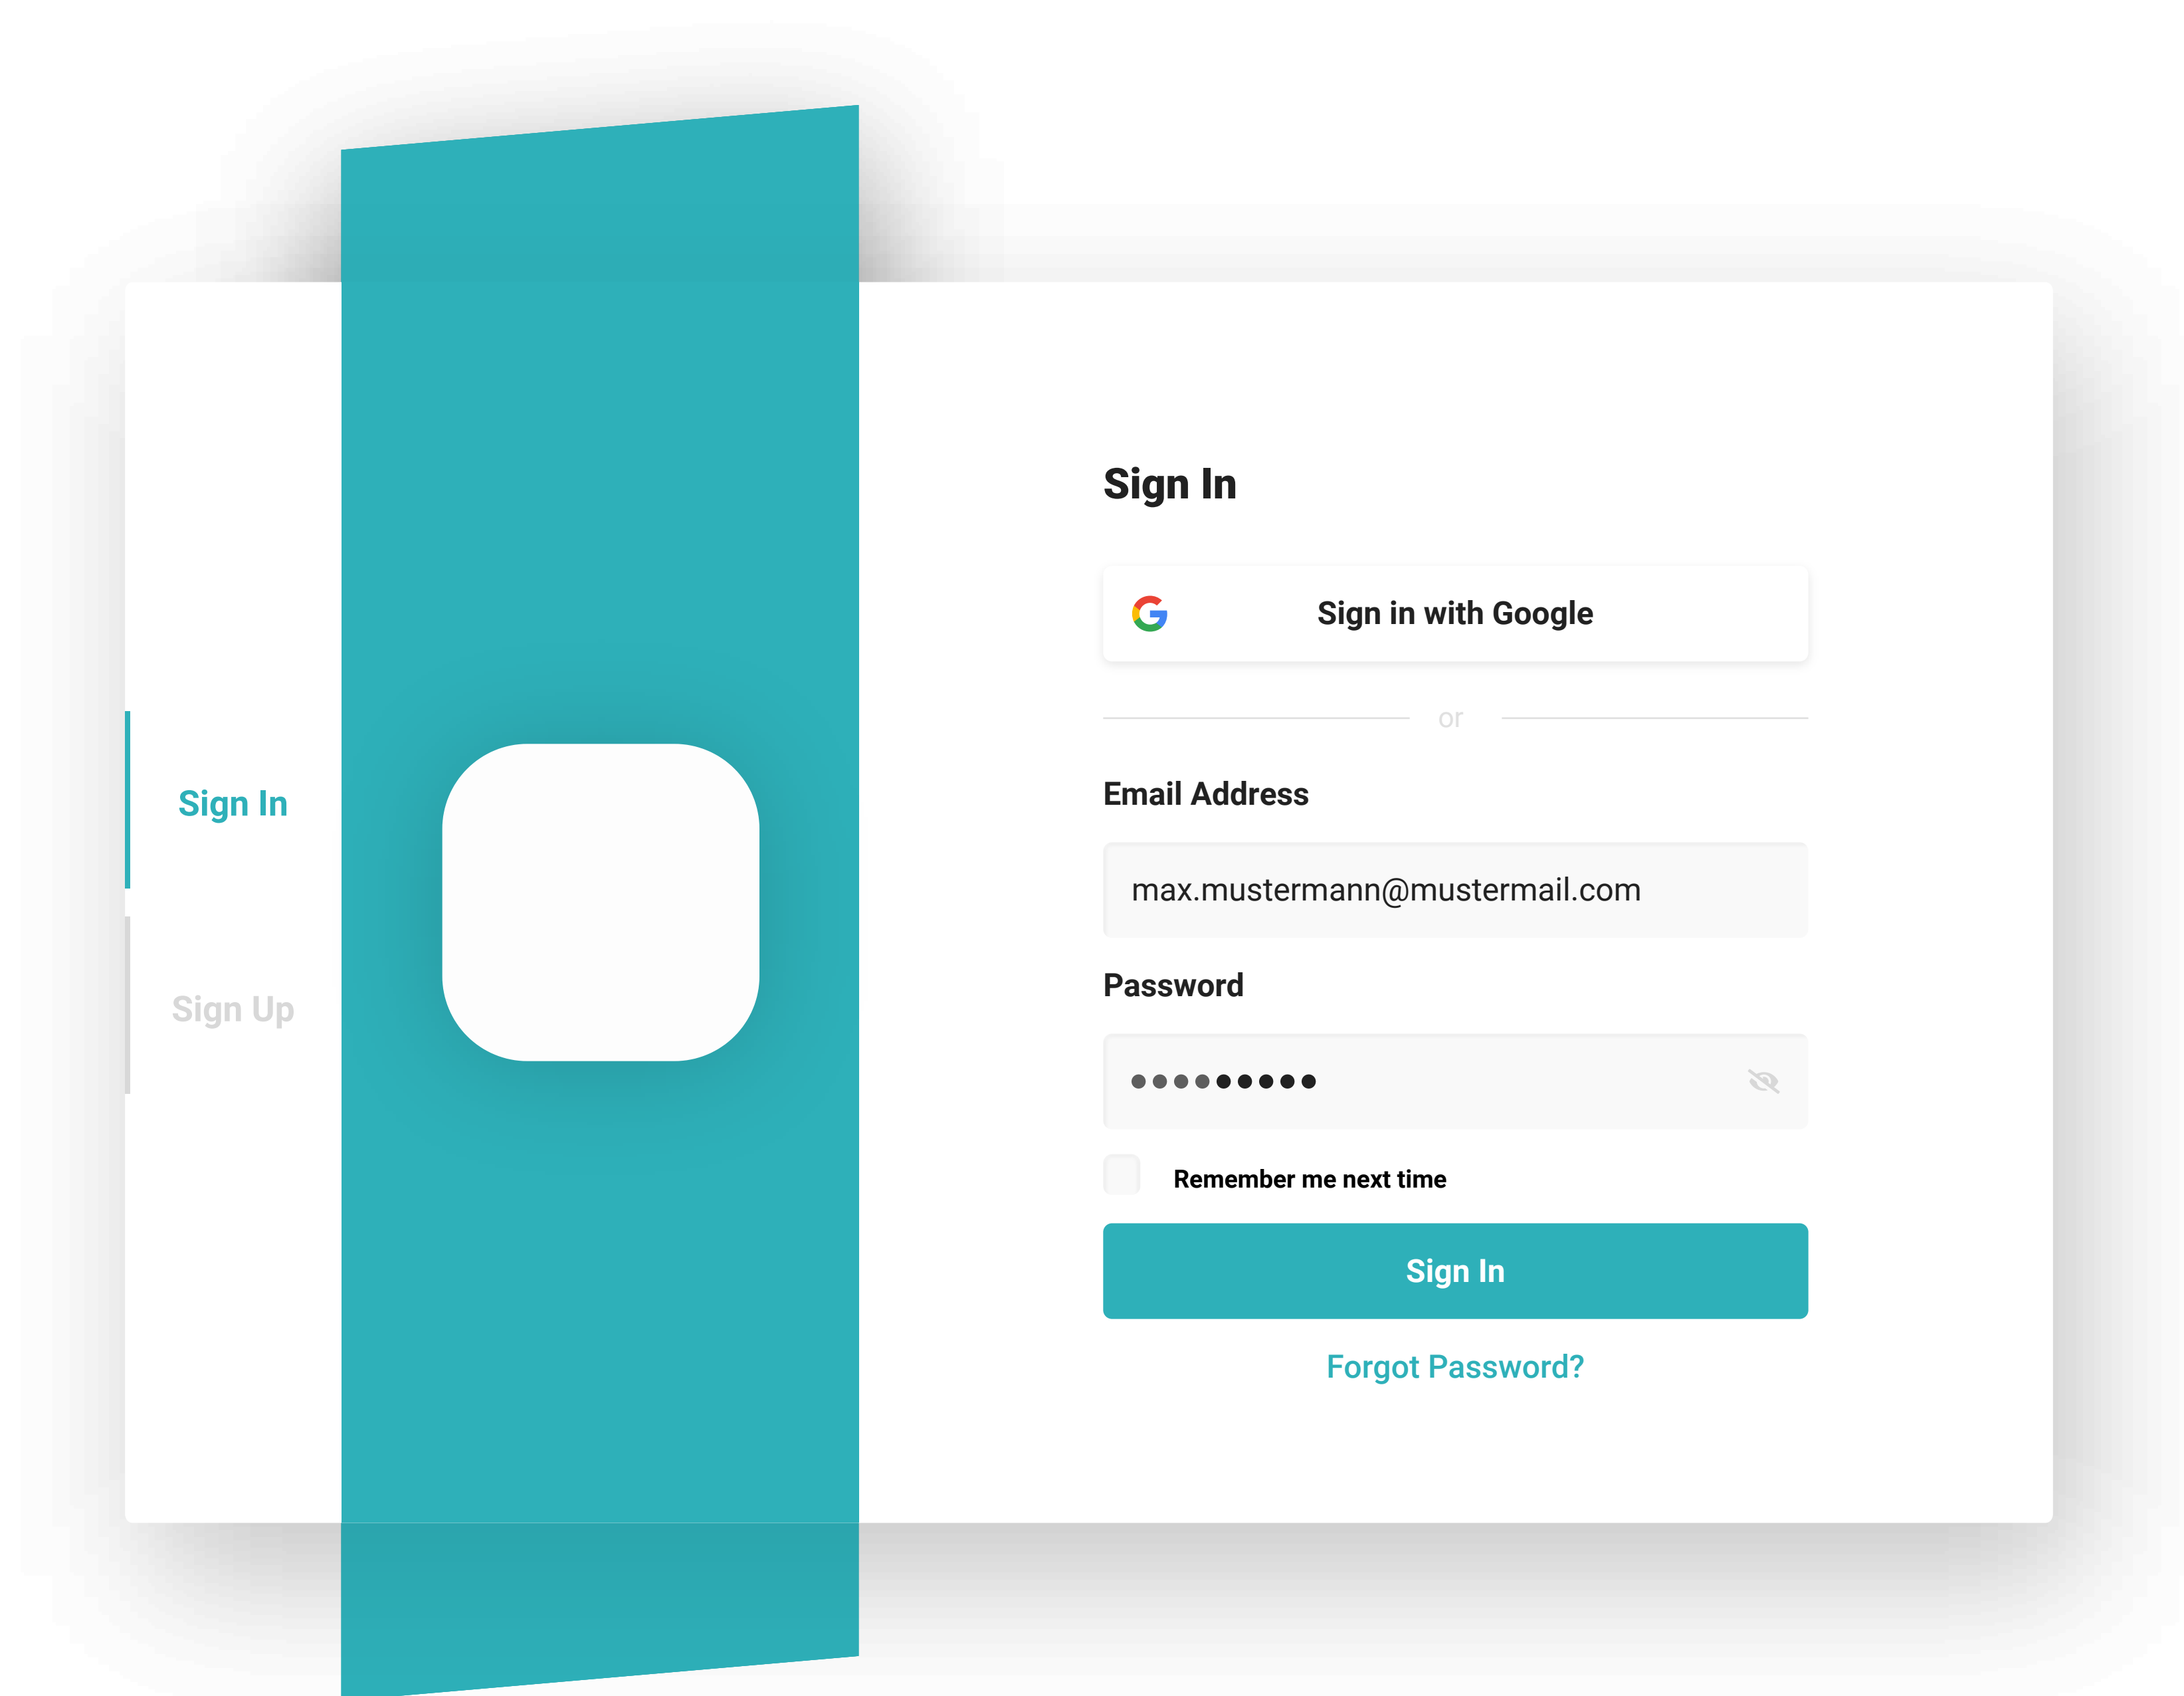 Sign In
Sign Up
Sign In
Sign in with Google
or
Email Address
max.mustermann@mustermail.com
Password
Remember me next time
Sign In
Forgot Password?